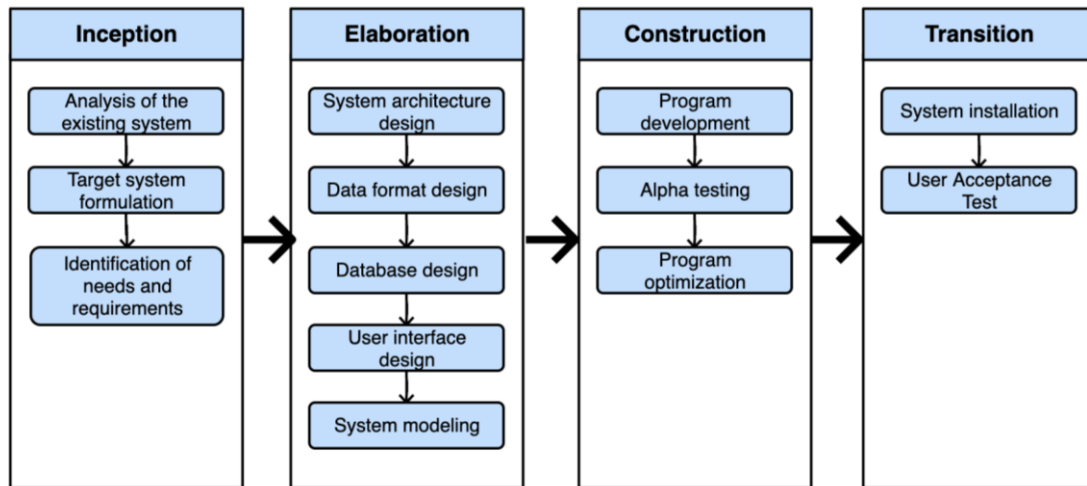 Inception
Analysis of the
existing system
Target system
formulation
Identification of
needs and
requirements
Elaboration
System architecture
design
Data format design
Database design
User interface
design
System modeling
Construction
Program
development
Alpha testing
Program
optimization
Transition
System installation
User Acceptance
Test